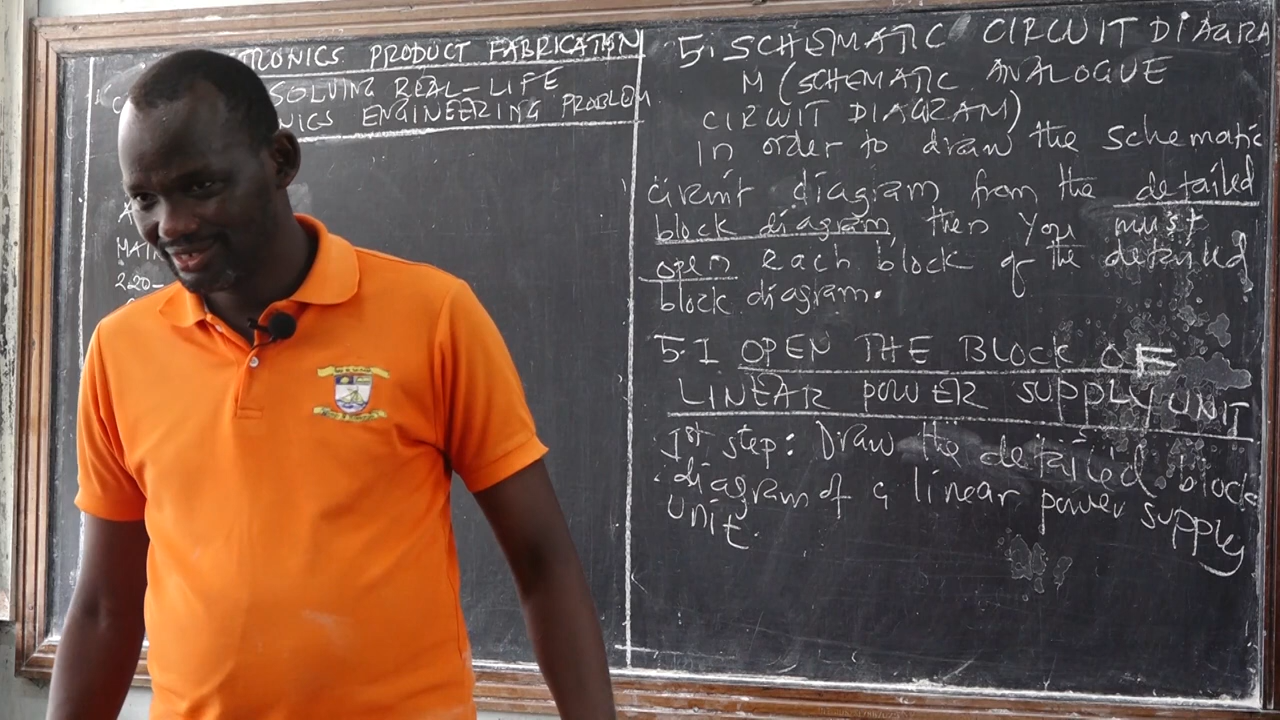 TRONICS PRODUCT FABRICATION
SOLVING REAL-LIFE
NICS ENGINEERING PROBLEM
MAIN
220-
5. SCHEMATIC CIRCUIT DIAGRA
M (SCHEMATIC ANALOGUE
CIRCUIT DIAGRAM)
In order to draw the schematic
circuit diagram from the detailed
block diagram then you must
open each block of the detailed
block diagram.
5.1 OPEN THE BLOCK OF
LINEAR POWER SUPPLY UNIT
1st step: Draw the detailed block
diagram of a linear power supply
unit.